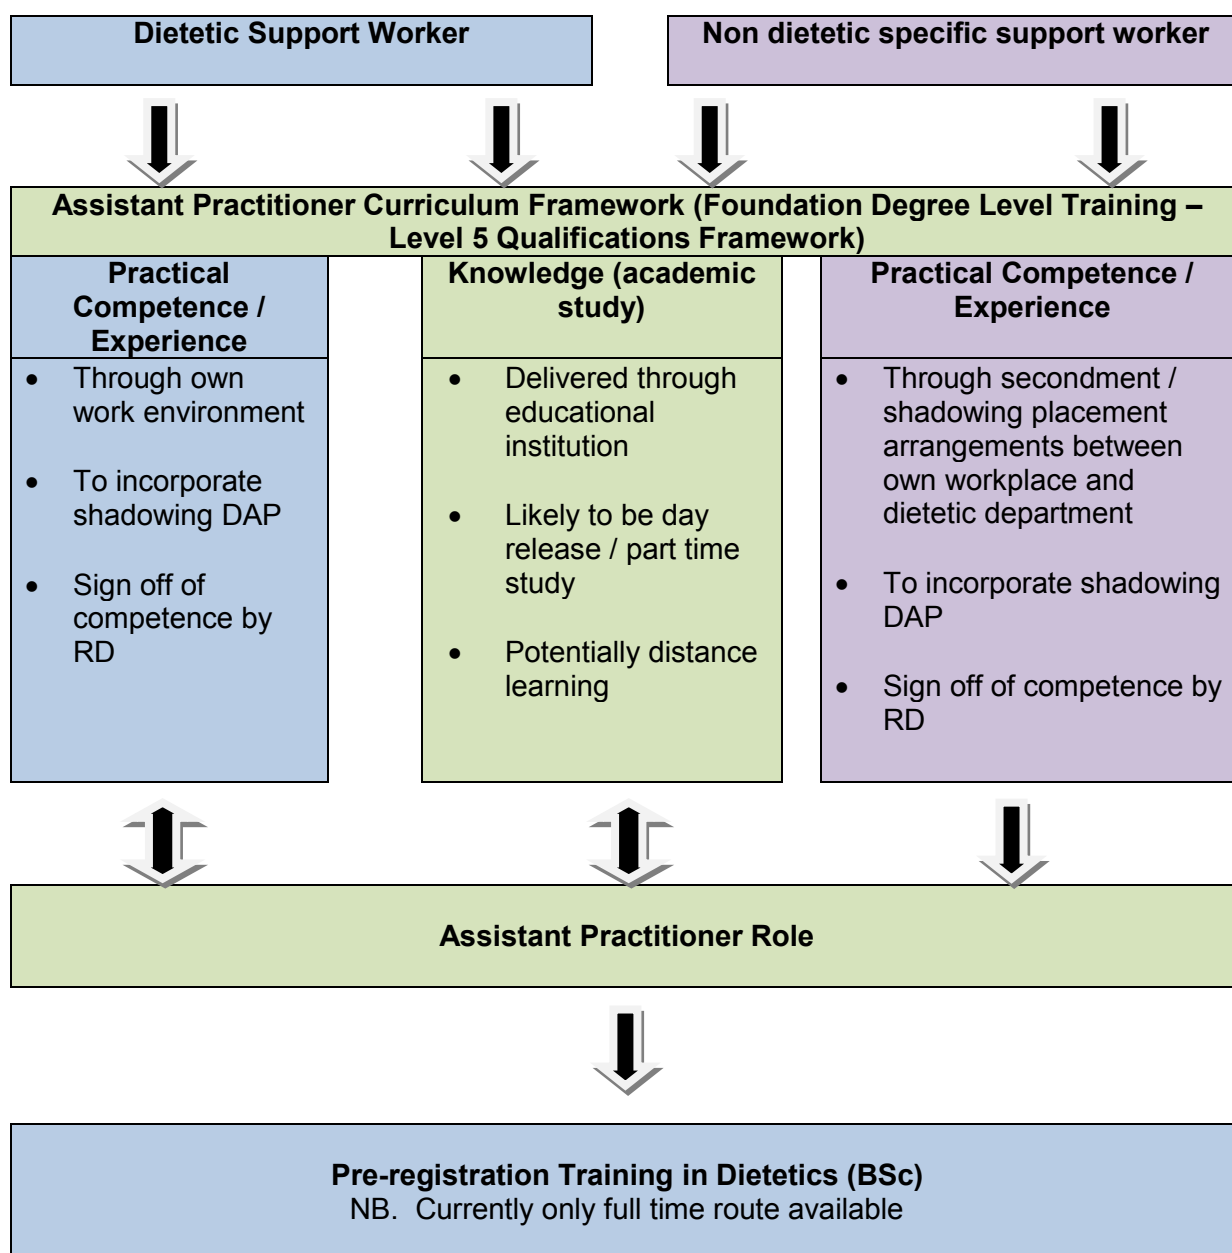 Dietetic Support Worker
Non dietetic specific support worker
Assistant Practitioner Curriculum Framework (Foundation Degree Level Training –
Level 5 Qualifications Framework)
Practical
Competence /
Experience
• Through own
work environment
• To incorporate
shadowing DAP
• Sign off of
competence by
RD
Knowledge (academic
study)
• Delivered through
educational
institution
• Likely to be day
release / part time
study
• Potentially distance
learning
Practical Competence /
Experience
• Through secondment /
shadowing placement
arrangements between
own workplace and
dietetic department
• To incorporate shadowing
DAP
• Sign off of competence by
RD
Assistant Practitioner Role
Pre-registration Training in Dietetics (BSc)
NB. Currently only full time route available